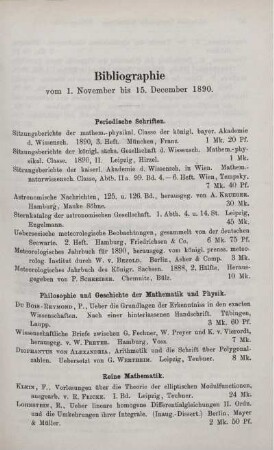 Bibliographie
vom 1. November bis 15. December 1890.
Periodische Schriften.
Sitzungsberichte der mathem.-physikal. Classe der königl. bayer. Akademie
d. Wissensch. 1890, 3. Heft. München, Franz 1 Mk. 20 Pf.
Sitzungsberichte der königl. sächs. Gesellschaft d. Wissensch. Mathem.-phy-
sikal. Classe. 1890, II. Leipzig, Hirzel. 1 Mk.
Sitzungsberichte der kaiserl. Akademie d. Wissensch. in Wien. Mathem.-
naturwissensch. Classe, Abth. II a. 99. Bd. 4.-6. Heft. Wien, Tempsky.
7 Mk. 40 Pf.
Astronomische Nachrichten, 125. u. 126. Bd., herausgeg. von A. Krueger.
Hamburg, Mauke Söhne. 30 Mk.
Sternkatalog der astronomischen Gesellschaft. 1. Abth. 4. u. 14. St. Leipzig,
Engelmann. 45 Mk.
Ueberseeische meteorologische Beobachtungen, gesammelt von der deutschen
Seewarte. 2. Heft. Hamburg, Friedrichsen & Co. 6 Mk. 75 Pf.
Meteorologisches Jahrbuch für 1890, herausgeg. vom königl. preuss. meteorolog.
Institut durch W. v. Bezold. Berlin, Asher & Comp. 3 Mk.
Meteorologisches Jahrbuch des Königr. Sachsen. 1888, 2. Hälfte, Herausgegeb.
von P. Schreiber. Chemnitz, Bülz. 10 Mk.
Philosophie und Geschichte der Mathematik und Physik.
Du Bois-Reymond, P., Ueber die Grundlagen der Erkenntniss in den exacten
Wissenschaften. Nach einer hinterlassenen Handschrift. Tübingen,
Laupp. 3 Mk. 60 Pf.
Wissenschaftliche Briefe zwischen G. Fechner, W. Preyer und K. v. Vierordt,
herausgeg. v. W. Preyer. Hamburg, Voss. 7 Mk.
Diophantus von Alexandria. Arithmetik und die Schrift über Polygonal-
zahlen. Uebersetzt von G. Wertheim. Leipzig, Teubner. 8 Mk.
Reine Mathematik.
Klein, F., Vorlesungen über die Theorie der elliptischen Modulfunctionen,
ausgearb. v. R. Fricke. 1. Bd. Leipzig, Teubner. 24 Mk.
Lohnstein, R., Ueber lineare homogene Differentialgleichungen II. Ordn.
und die Umkehrungen ihrer Integrale. (Inaug.-Dissert.) Berlin, Mayer
& Müller. 2 Mk. 50 Pf.